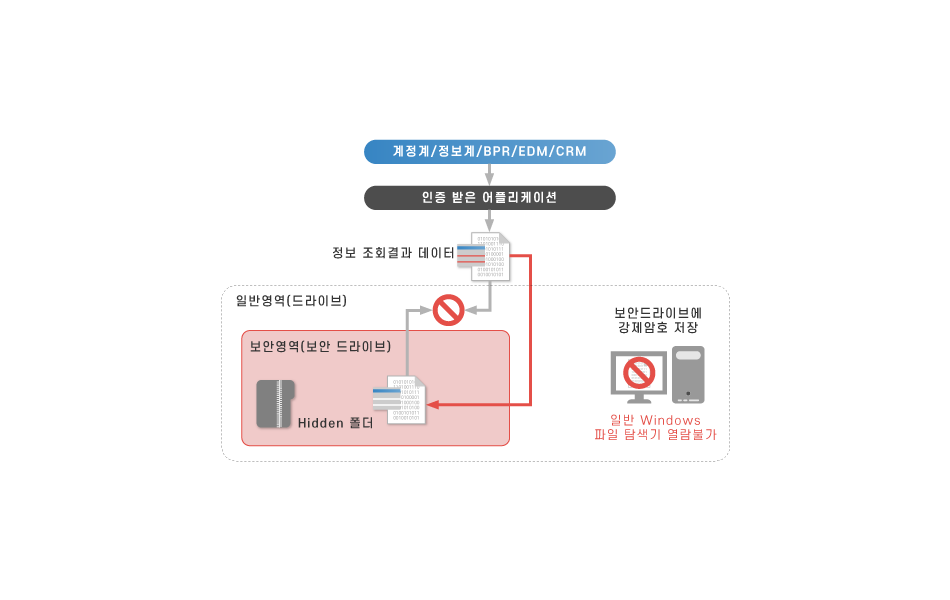 계정계/정보계/BPR/EDM/CRM
인증 받은 어플리케이션
정보 조회결과 데이터
일반영역(드라이브)
보안영역(보안 드라이브)
Hidden 폴더
보안드라이브에
강제암호 저장
일반 Windows
파일 탐색기 열람불가